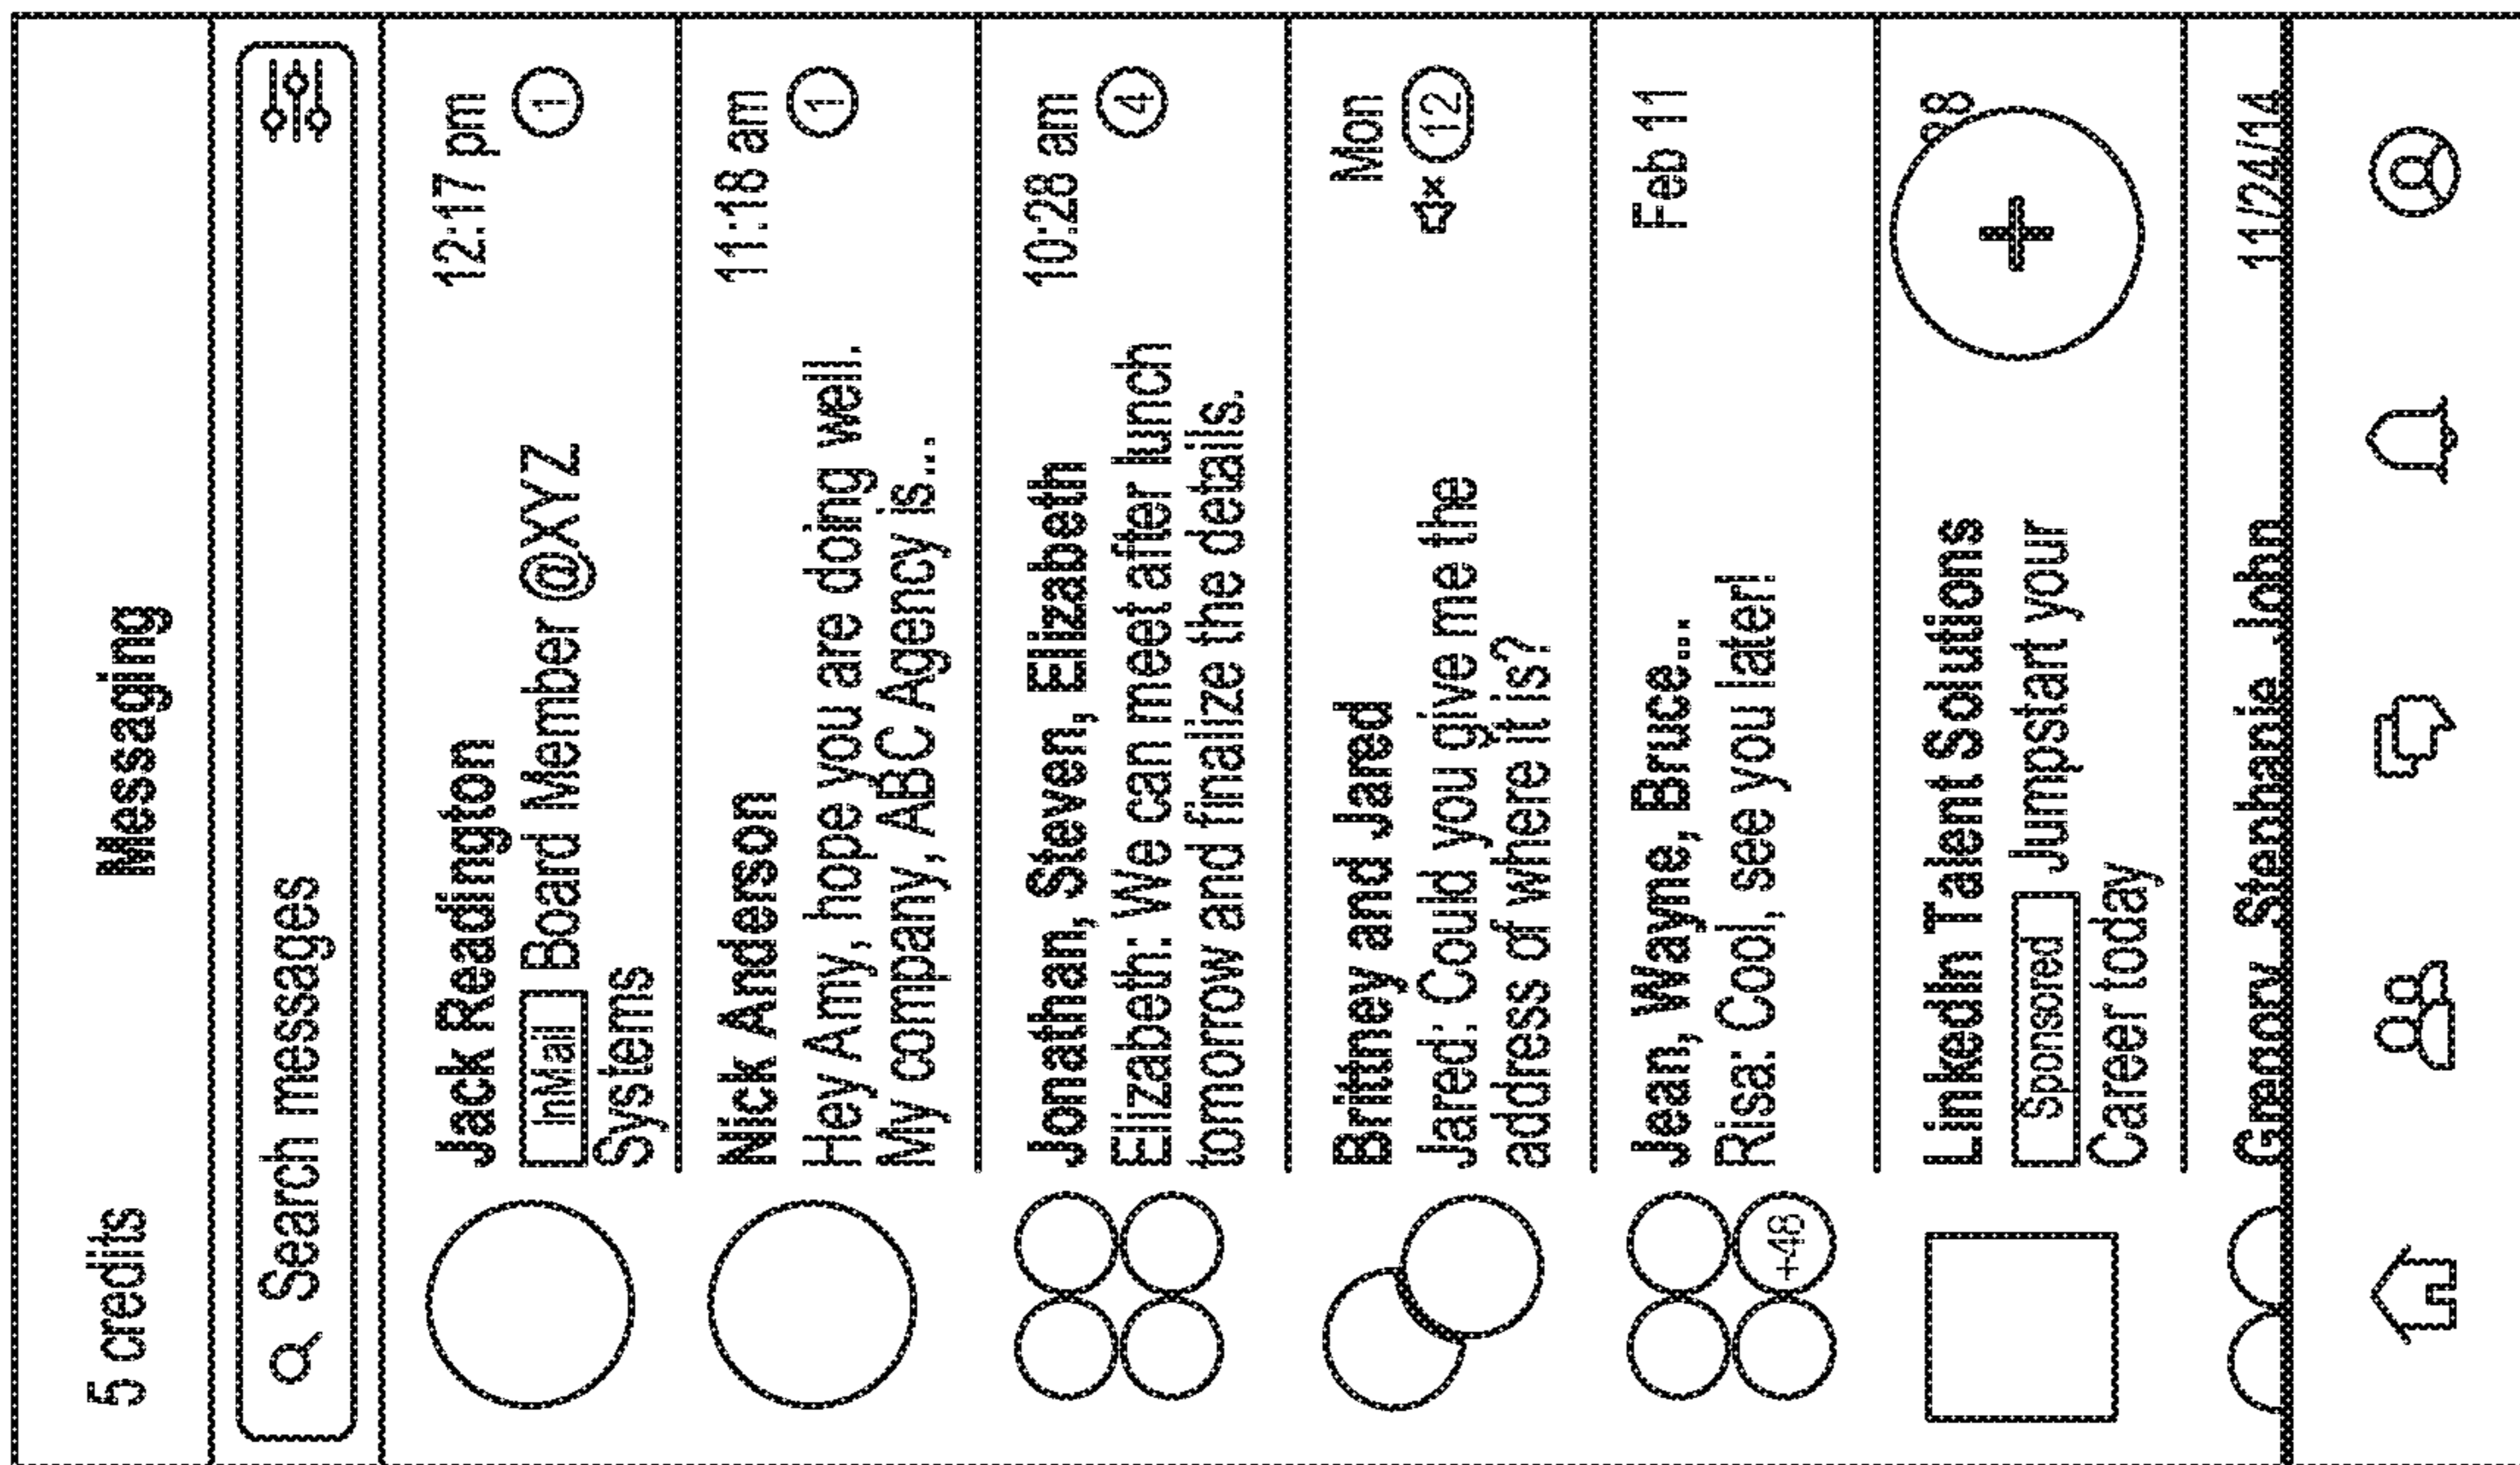 5 credits Messaging
Search messages
Jack Readington 12:17 pm
InMail Board Member @XYZ 1
Systems
Nick Anderson 11:18 am
Hey Amy, hope you are doing well. 1
My company, ABC Agency is...
Jonathan, Steven, Elizabeth 10:28 am
Elizabeth: We can meet after lunch 4
tomorrow and finalize the details.
Brittney and Jared Mon
Jared: Could you give me the 12
address of where it is?
Jean, Wayne, Bruce... Feb 11
Risa: Cool, see you later!
+48
LinkedIn Talent Solutions
Sponsored Jumpstart your
Career today
Gregory, Stephanie, John 11/24/14